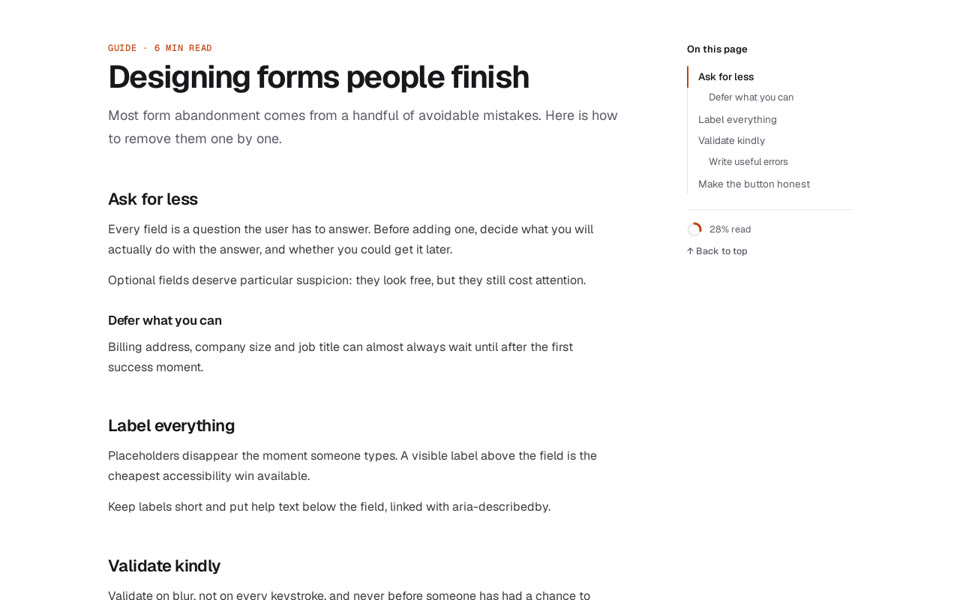 GUIDE · 6 MIN READ
Designing forms people finish
Most form abandonment comes from a handful of avoidable mistakes. Here is how
to remove them one by one.
Ask for less
Every field is a question the user has to answer. Before adding one, decide what you will
actually do with the answer, and whether you could get it later.
Optional fields deserve particular suspicion: they look free, but they still cost attention.
Defer what you can
Billing address, company size and job title can almost always wait until after the first
success moment.
Label everything
Placeholders disappear the moment someone types. A visible label above the field is the
cheapest accessibility win available.
Keep labels short and put help text below the field, linked with aria-describedby.
Validate kindly
Validate on blur, not on every keystroke, and never before someone has had a chance to
On this page
Ask for less
Defer what you can
Label everything
Validate kindly
Write useful errors
Make the button honest
28% read
↑ Back to top